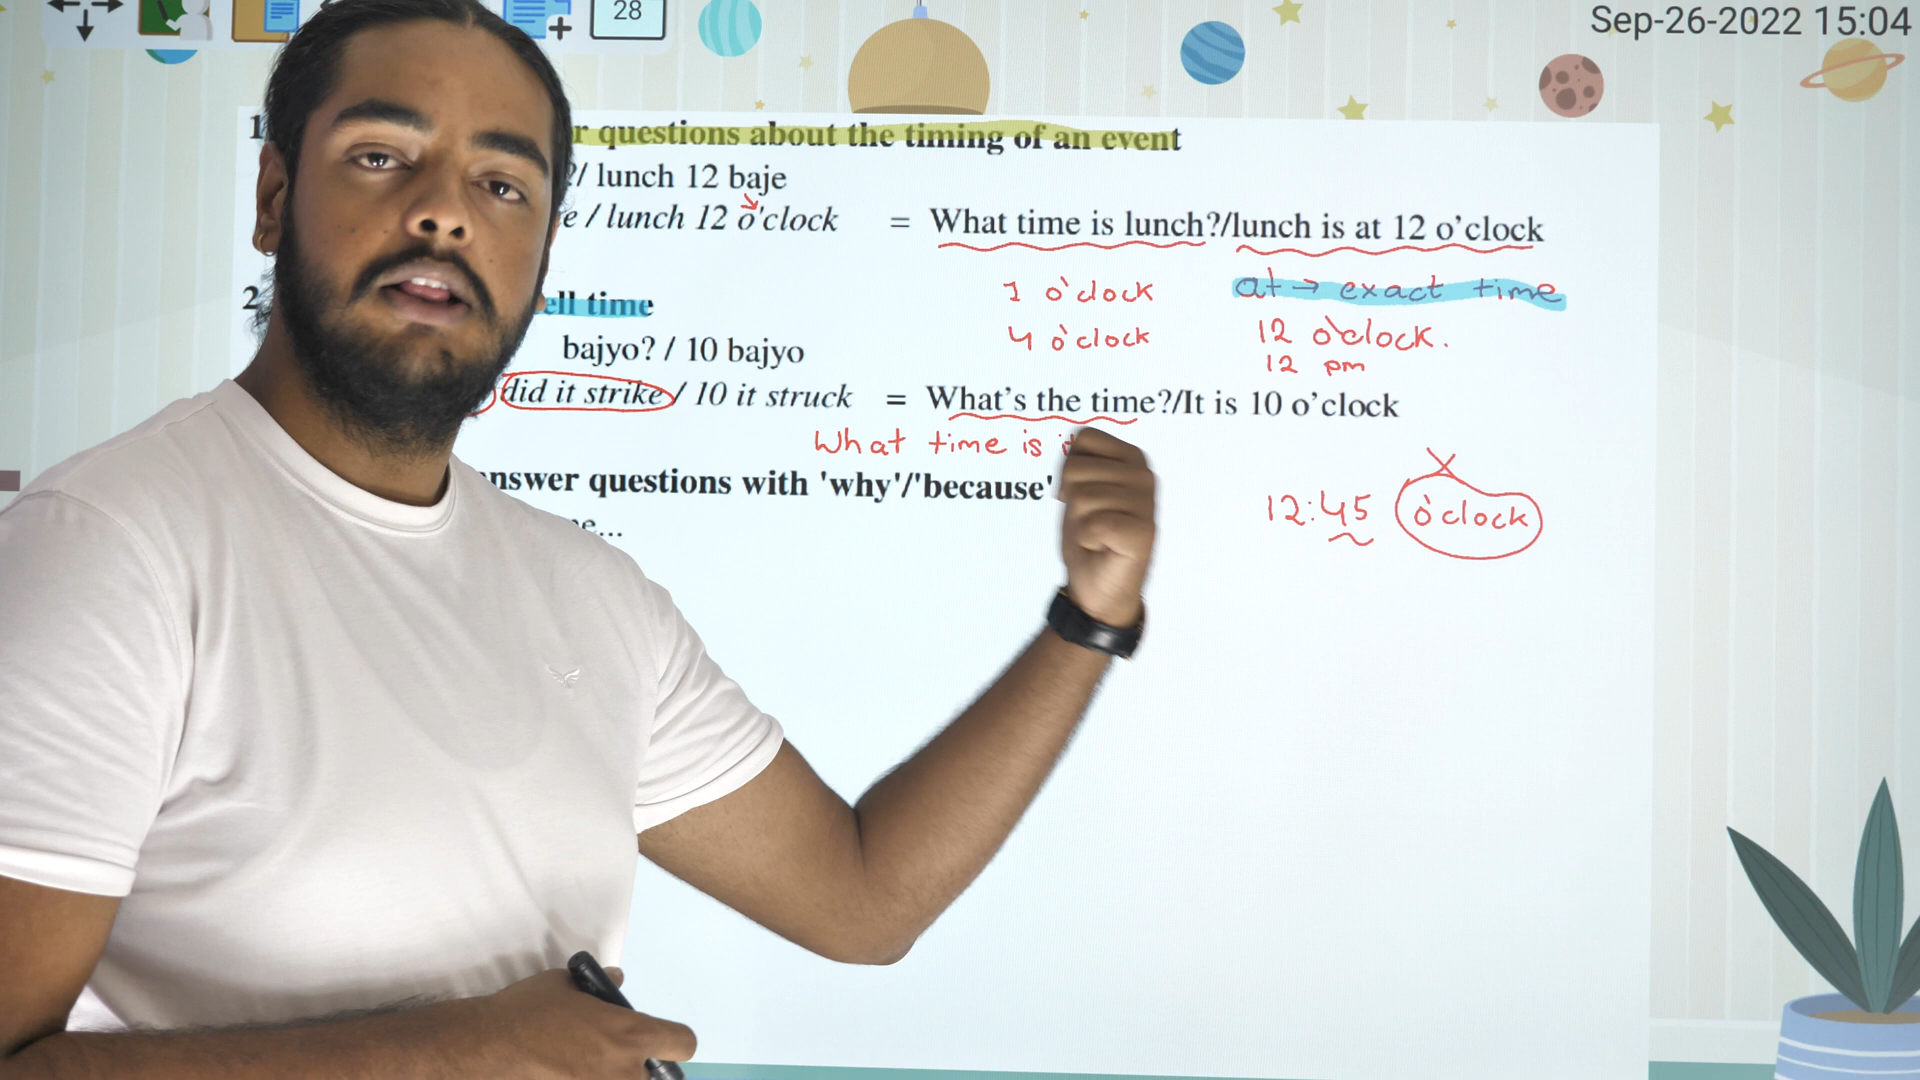 28
Sep-26-2022 15:04
questions about the timing of an event
?/ lunch 12 baje
/ lunch 12 o'clock = What time is lunch?/lunch is at 12 o'clock
1 o'clock at → exact time
2 time
4 o'clock 12 o'clock.
bajyo? / 10 bajyo
12 pm
did it strike / 10 it struck = What's the time?/It is 10 o'clock
What time is
questions with 'why'/'because'
X
12:45 o'clock
...